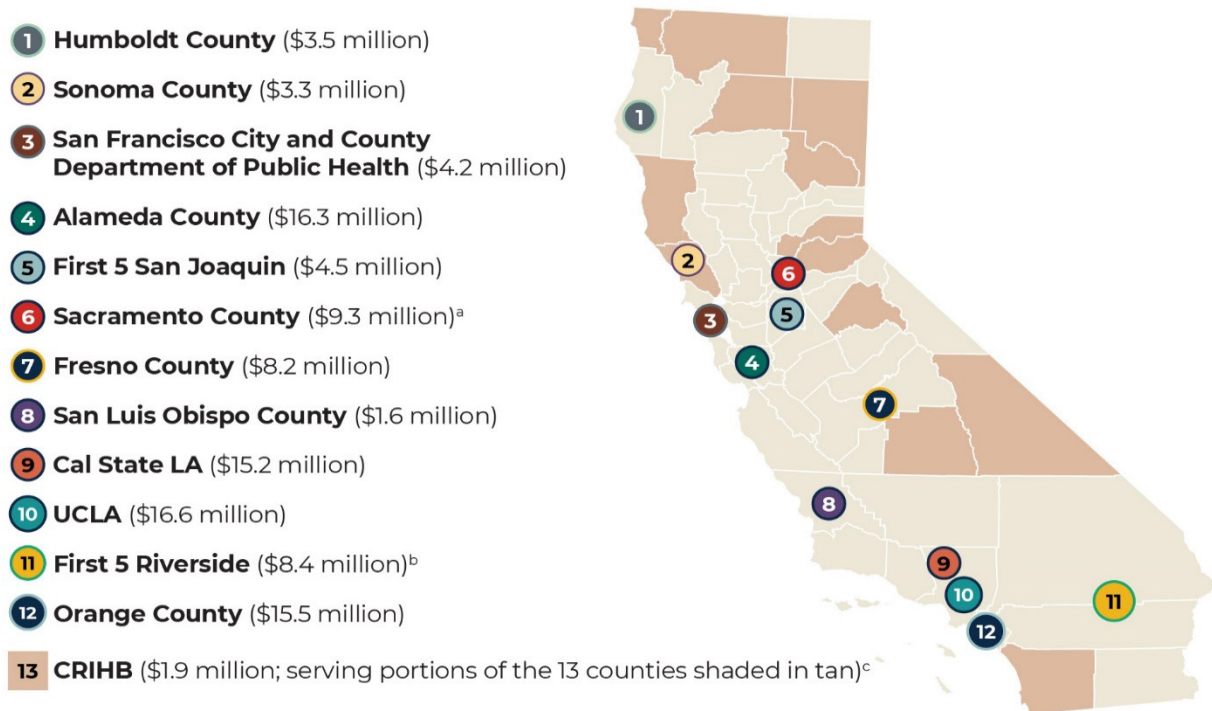 1 Humboldt County ($3.5 million)
2 Sonoma County ($3.3 million)
3 San Francisco City and County
Department of Public Health ($4.2 million)
4 Alameda County ($16.3 million)
5 First 5 San Joaquin ($4.5 million)
6 Sacramento County ($9.3 million)ᵃ
7 Fresno County ($8.2 million)
8 San Luis Obispo County ($1.6 million)
9 Cal State LA ($15.2 million)
10 UCLA ($16.6 million)
11 First 5 Riverside ($8.4 million)ᵇ
12 Orange County ($15.5 million)
13 CRIHB ($1.9 million; serving portions of the 13 counties shaded in tan)ᶜ
1
2
6
5
3
4
7
8
9
10
11
12